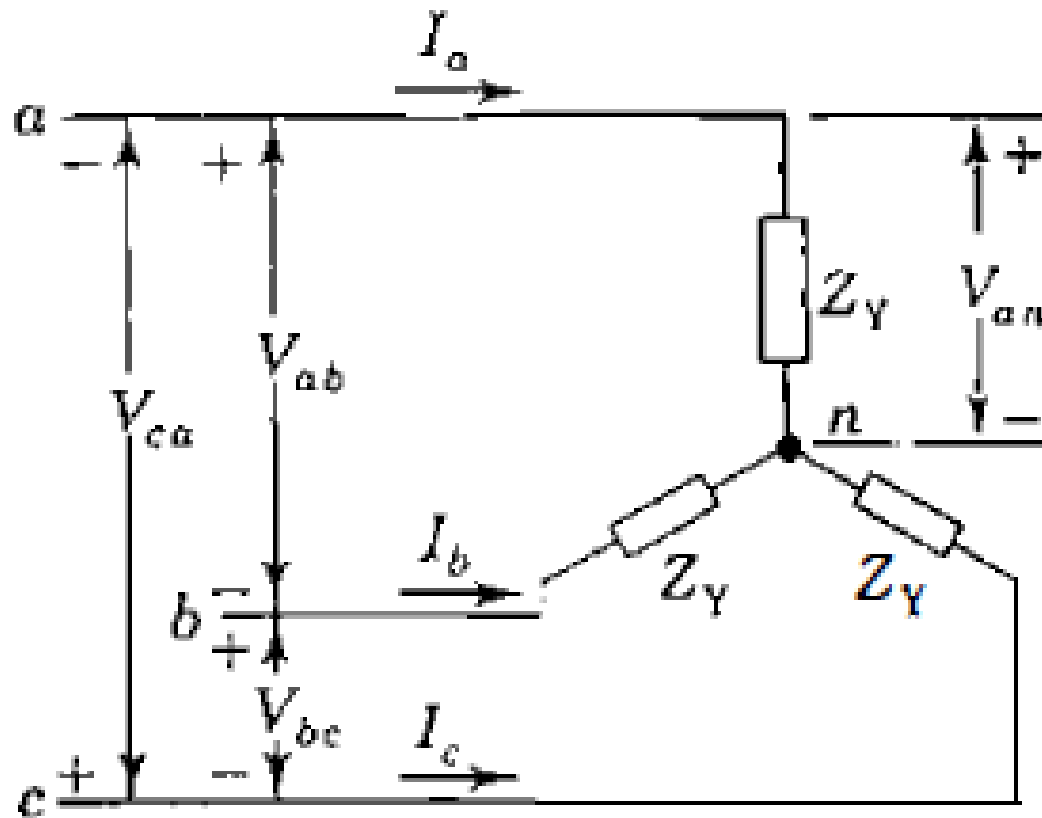 I_a
a
- +
+
V_ab
Z_Y
V_an
V_ca
n
-
I_b
-
b
+
Z_Y Z_Y
V_bc
I_c
+ -
c